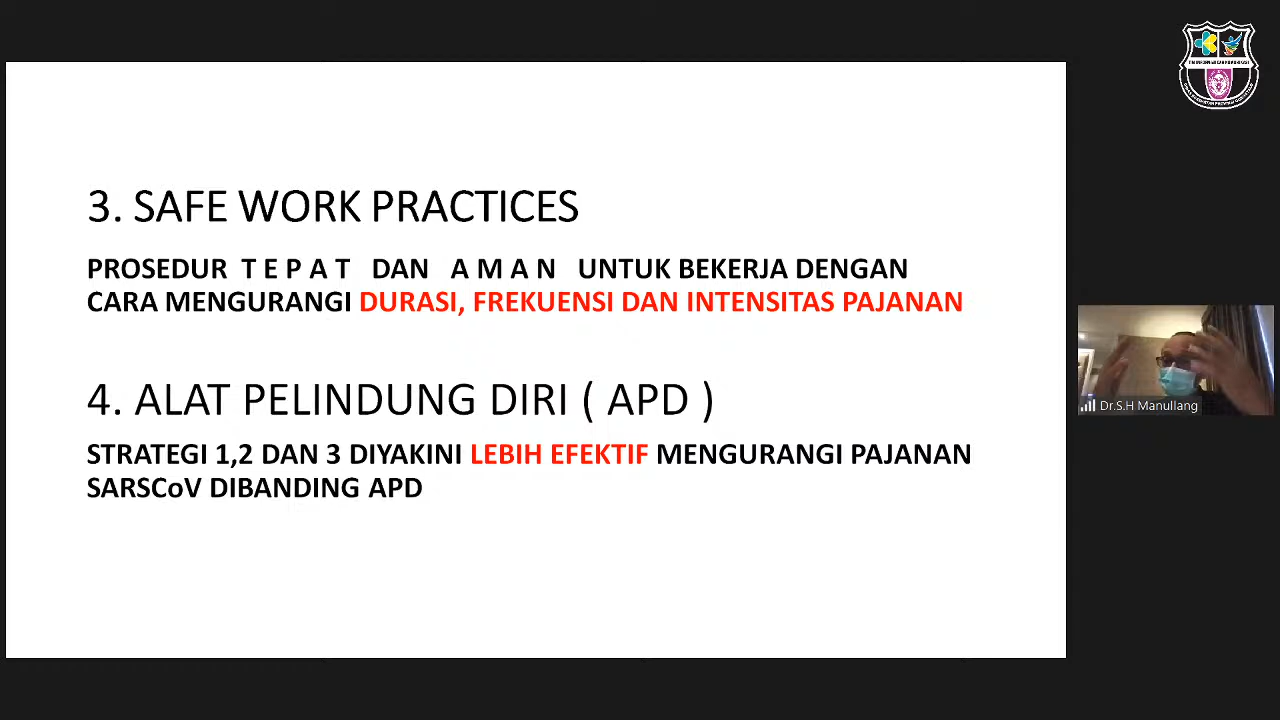 3. SAFE WORK PRACTICES
PROSEDUR T E P A T DAN A M A N UNTUK BEKERJA DENGAN
CARA MENGURANGI DURASI, FREKUENSI DAN INTENSITAS PAJANAN
4. ALAT PELINDUNG DIRI ( APD )
STRATEGI 1,2 DAN 3 DIYAKINI LEBIH EFEKTIF MENGURANGI PAJANAN
SARSCoV DIBANDING APD
Dr.S.H Manullang